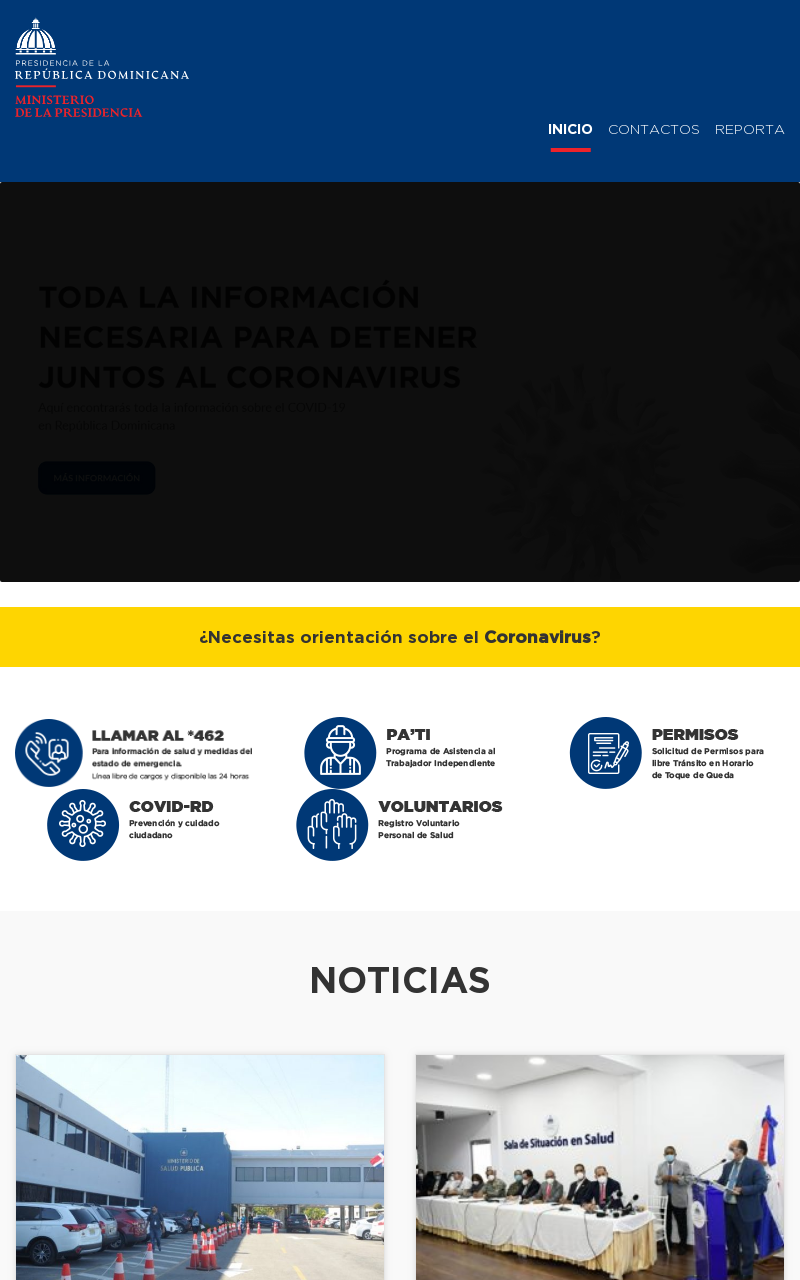 PRESIDENCIA DE LA
REPÚBLICA DOMINICANA
MINISTERIO
DE LA PRESIDENCIA
INICIO CONTACTOS REPORTA
TODA LA INFORMACIÓN
NECESARIA PARA DETENER
JUNTOS AL CORONAVIRUS
Aquí encontrarás toda la información sobre el COVID-19
en República Dominicana
MÁS INFORMACIÓN
¿Necesitas orientación sobre el Coronavirus?
LLAMAR AL *462
Para información de salud y medidas del
estado de emergencia.
Línea libre de cargos y disponible las 24 horas
PA’TI
Programa de Asistencia al
Trabajador Independiente
PERMISOS
Solicitud de Permisos para
libre Tránsito en Horario
de Toque de Queda
COVID-RD
Prevención y cuidado
ciudadano
VOLUNTARIOS
Registro Voluntario
Personal de Salud
NOTICIAS
MINISTERIO DE
SALUD PÚBLICA
Sala de Situación en Salud